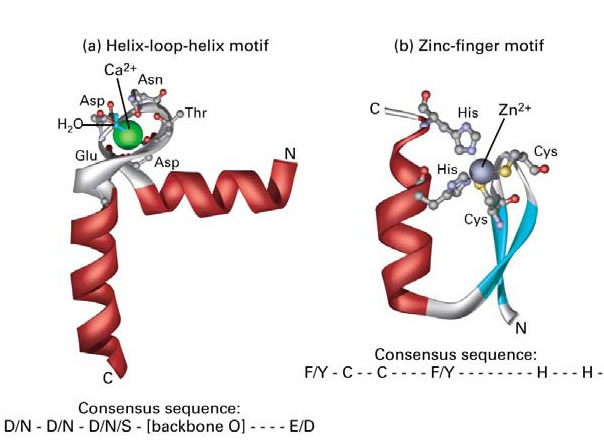 (a) Helix-loop-helix motif
Ca2+
Asn
Asp
Thr
H2O
Glu
Asp
N
C
Consensus sequence:
D/N - D/N - D/N/S - [backbone O] - - - - E/D
(b) Zinc-finger motif
C
His
Zn2+
Cys
His
Cys
N
Consensus sequence:
F/Y - C - - C - - - - F/Y - - - - - - - - H - - - H -